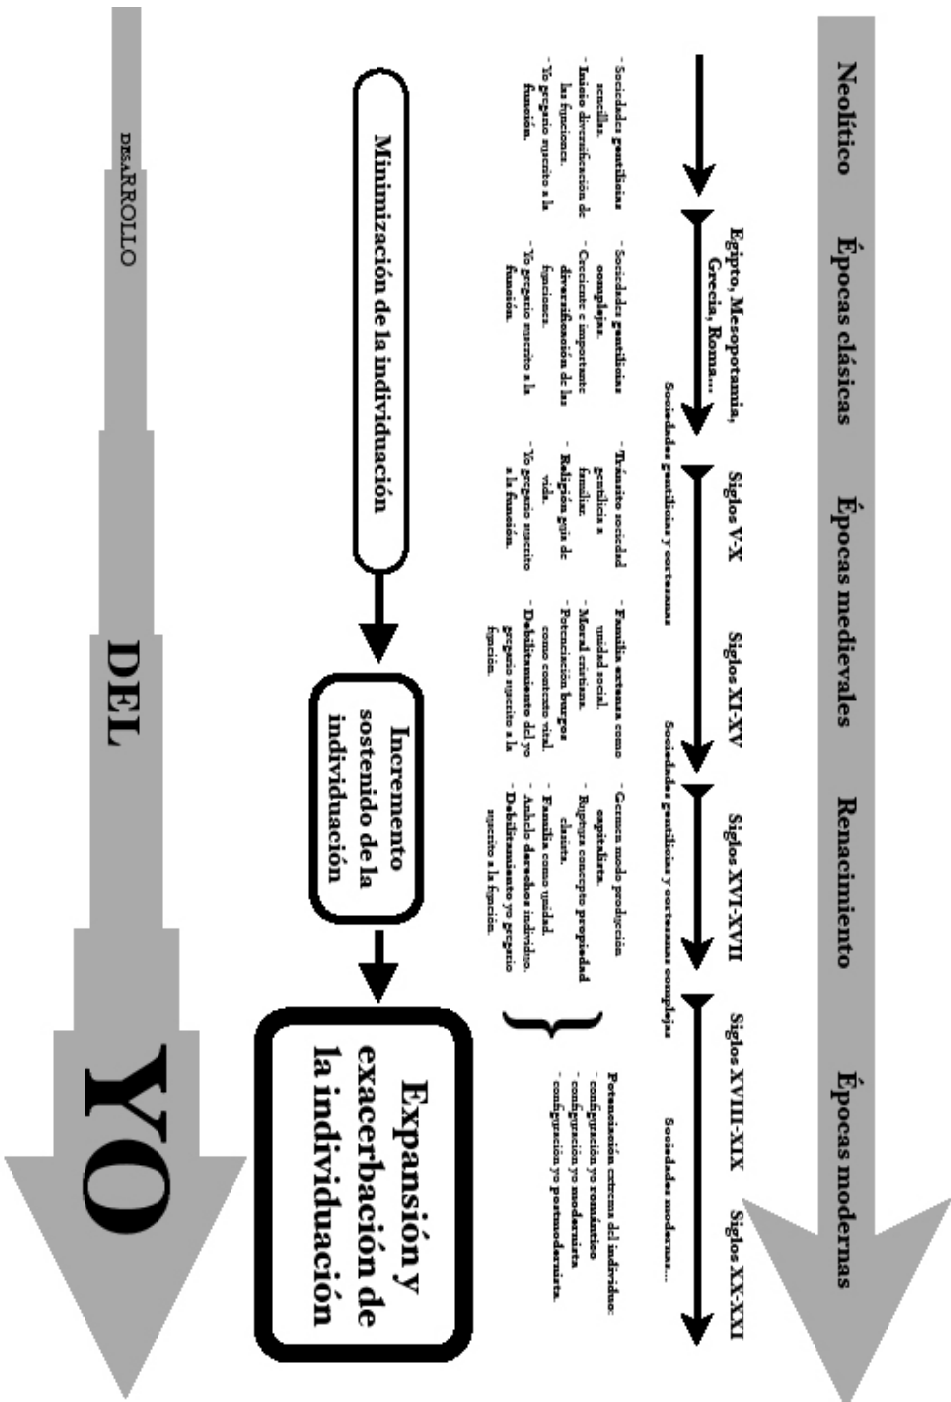 Neolítico
Épocas clásicas
Épocas medievales
Renacimiento
Épocas modernas
Egipto, Mesopotamia,
Grecia, Roma...
Siglos V-X
Siglos XI-XV
Siglos XVI-XVII
Siglos XVIII-XIX
Siglos XX-XXI
Sociedades gentilicias y cortesanas
Sociedades gentilicias y cortesanas complejas
Sociedades modernas...
- Sociedades gentilicias
sencillas.
- Inicio diversificación de
las funciones.
- Yo gregario suscrito a la
función.
- Sociedades gentilicias
complejas.
- Creciente e importante
diversificación de las
funciones.
- Yo gregario suscrito a la
función.
- Tránsito sociedad
gentilicia a
familiar.
- Religión guía de
vida.
- Yo gregario suscrito
a la función.
- Familia extensa como
unidad social.
- Moral cristiana.
- Potenciación burgos
como contexto vital.
- Debilitamiento del yo
gregario suscrito a la
función.
- Germen modo producción
capitalista.
- Ruptura concepto propiedad
clasista.
- Familia como unidad.
- Anhelo derechos individuo.
- Debilitamiento yo gregario
suscrito a la función.
Potenciación extrema del individuo:
- configuración yo romántico
- configuración yo modernista
- configuración yo postmodernista.
Minimización de la individuación
Incremento
sostenido de la
individuación
Expansión y
exacerbación de
la individuación
DESARROLLO
DEL
YO